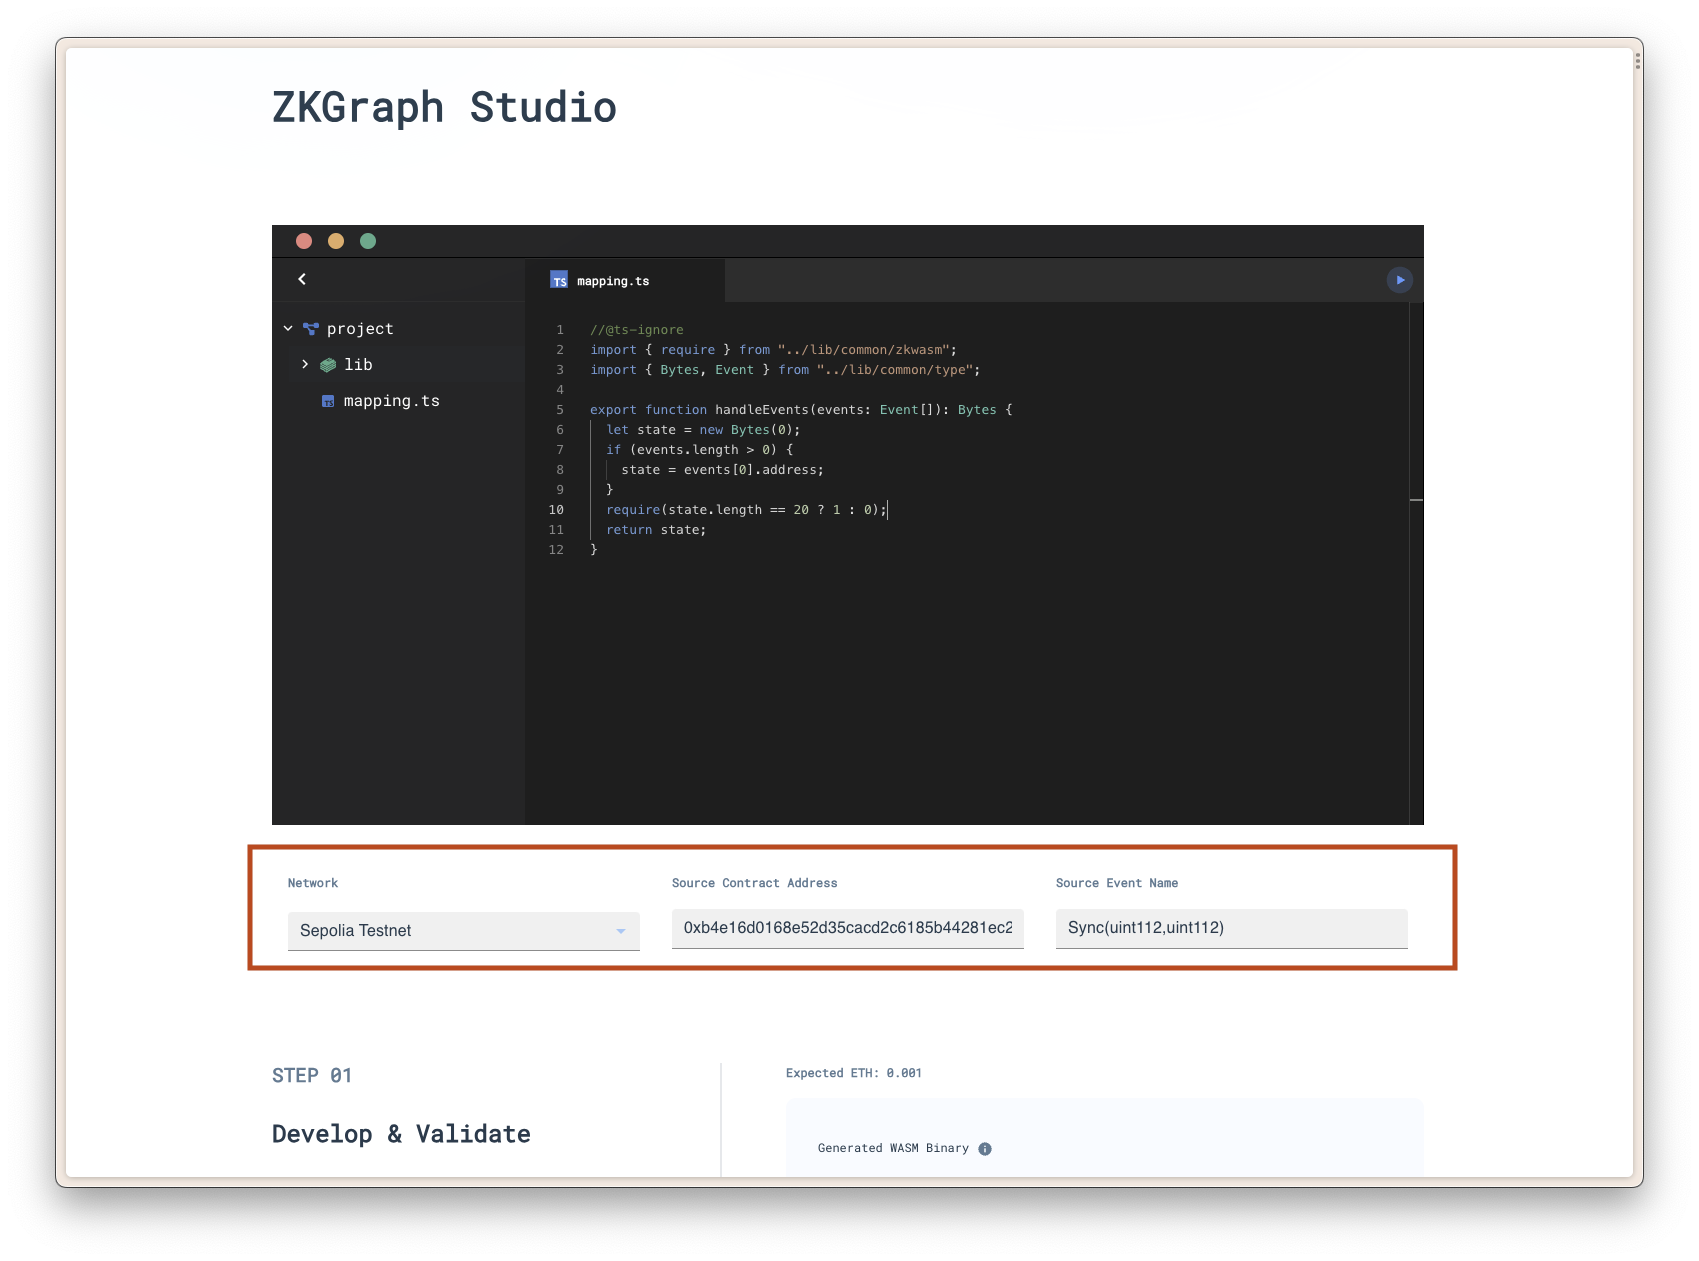 ZKGraph Studio
TS mapping.ts
project
lib
TS mapping.ts
1 //@ts-ignore
2 import { require } from "../lib/common/zkwasm";
3 import { Bytes, Event } from "../lib/common/type";
4
5 export function handleEvents(events: Event[]): Bytes {
6 let state = new Bytes(0);
7 if (events.length > 0) {
8 state = events[0].address;
9 }
10 require(state.length == 20 ? 1 : 0);
11 return state;
12 }
Network
Source Contract Address
Source Event Name
Sepolia Testnet
0xb4e16d0168e52d35cacd2c6185b44281ec2
Sync(uint112,uint112)
STEP 01
Expected ETH: 0.001
Develop & Validate
Generated WASM Binary